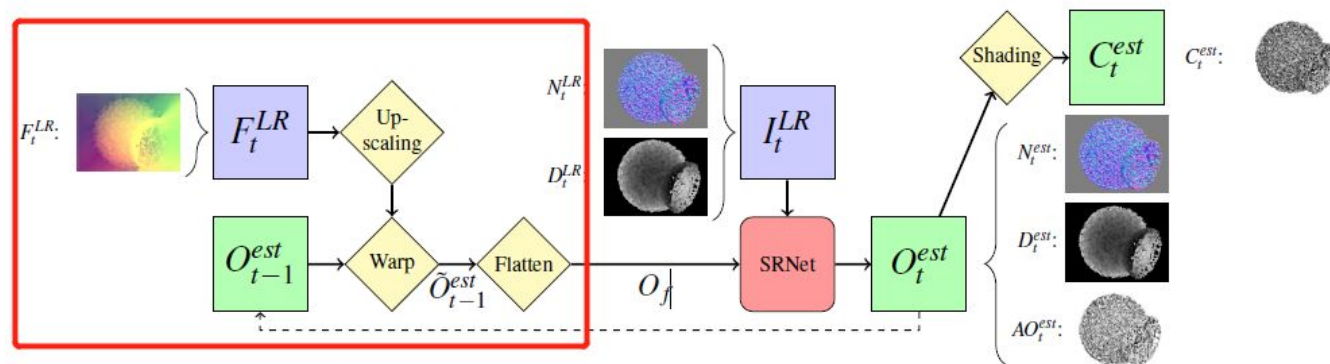 F_t^{LR}:
F_t^{LR}
Up-
scaling
O_{t-1}^{est}
Warp
Õ_{t-1}^{est}
Flatten
O_f
N_t^{LR}:
D_t^{LR}:
I_t^{LR}
SRNet
O_t^{est}
Shading
C_t^{est}
C_t^{est}:
N_t^{est}:
D_t^{est}:
AO_t^{est}: